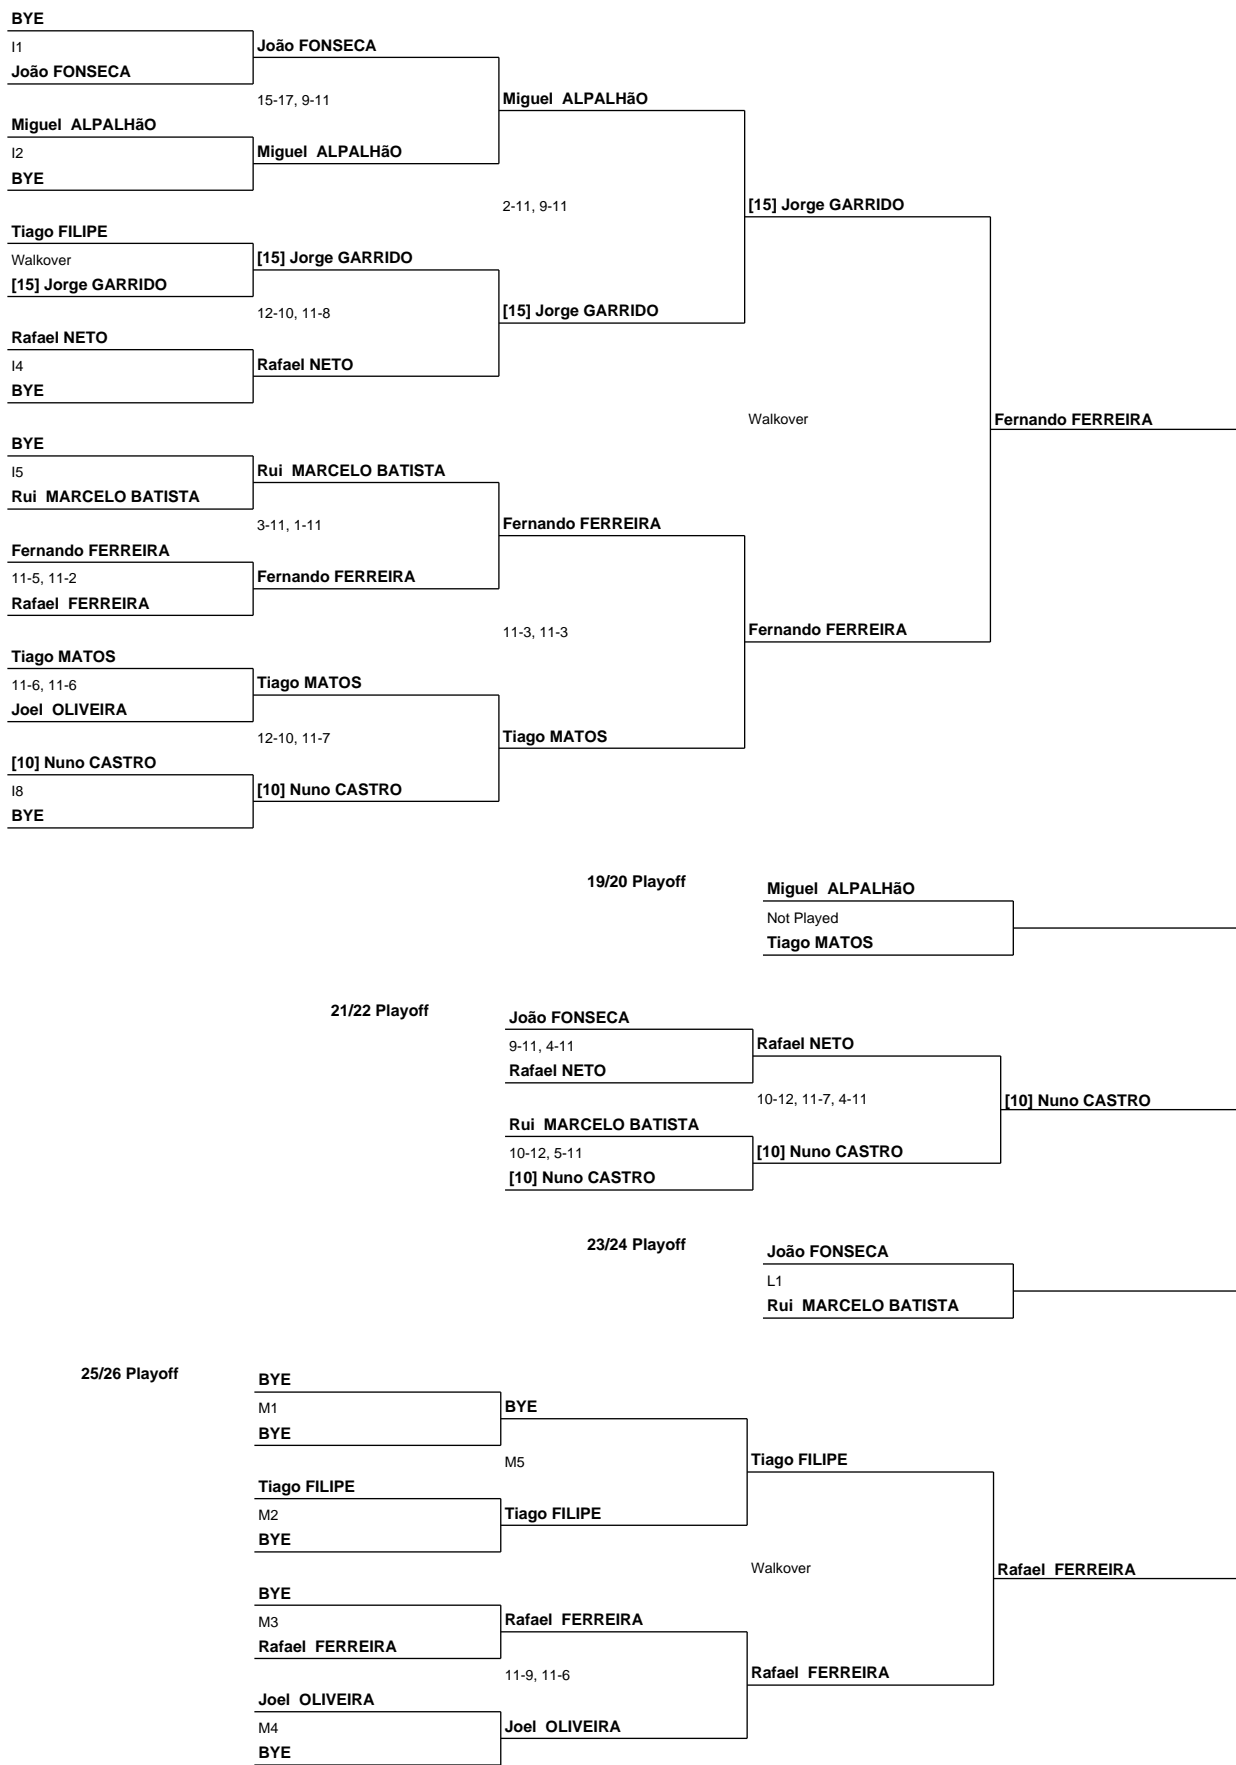 BYE
I1
João FONSECA
João FONSECA
15-17, 9-11
Miguel  ALPALHãO
Miguel  ALPALHãO
I2
Miguel  ALPALHãO
BYE
2-11, 9-11
[15] Jorge GARRIDO
Tiago FILIPE
Walkover
[15] Jorge GARRIDO
[15] Jorge GARRIDO
12-10, 11-8
[15] Jorge GARRIDO
Rafael NETO
I4
Rafael NETO
BYE
Walkover
Fernando FERREIRA
BYE
I5
Rui  MARCELO BATISTA
Rui  MARCELO BATISTA
3-11, 1-11
Fernando FERREIRA
Fernando FERREIRA
11-5, 11-2
Fernando FERREIRA
Rafael  FERREIRA
11-3, 11-3
Fernando FERREIRA
Tiago MATOS
11-6, 11-6
Tiago MATOS
Joel  OLIVEIRA
12-10, 11-7
Tiago MATOS
[10] Nuno CASTRO
I8
[10] Nuno CASTRO
BYE
19/20 Playoff
Miguel  ALPALHãO
Not Played
Tiago MATOS
21/22 Playoff
João FONSECA
9-11, 4-11
Rafael NETO
Rafael NETO
10-12, 11-7, 4-11
[10] Nuno CASTRO
Rui  MARCELO BATISTA
10-12, 5-11
[10] Nuno CASTRO
[10] Nuno CASTRO
23/24 Playoff
João FONSECA
L1
Rui  MARCELO BATISTA
25/26 Playoff
BYE
M1
BYE
BYE
M5
Tiago FILIPE
Tiago FILIPE
M2
Tiago FILIPE
BYE
Walkover
Rafael  FERREIRA
BYE
M3
Rafael  FERREIRA
Rafael  FERREIRA
11-9, 11-6
Rafael  FERREIRA
Joel  OLIVEIRA
M4
Joel  OLIVEIRA
BYE